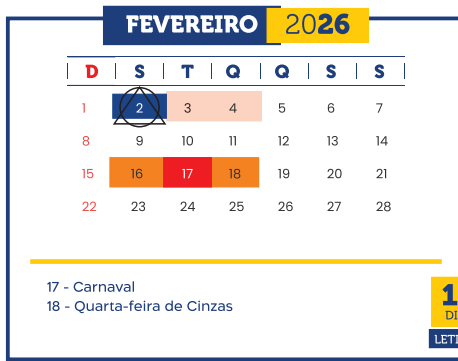 FEVEREIRO 2026
D S T Q Q S S
1 2 3 4 5 6 7
8 9 10 11 12 13 14
15 16 17 18 19 20 21
22 23 24 25 26 27 28
17 - Carnaval
18 - Quarta-feira de Cinzas